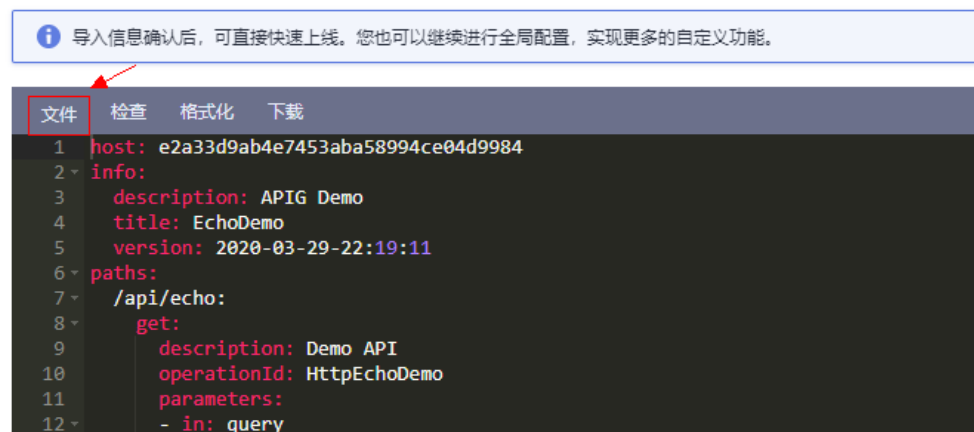 导入信息确认后，可直接快速上线。您也可以继续进行全局配置，实现更多的自定义功能。
文件 检查 格式化 下载
1 host: e2a33d9ab4e7453aba58994ce04d9984
2 info:
3 description: APIG Demo
4 title: EchoDemo
5 version: 2020-03-29-22:19:11
6 paths:
7 /api/echo:
8 get:
9 description: Demo API
10 operationId: HttpEchoDemo
11 parameters:
12 - in: query